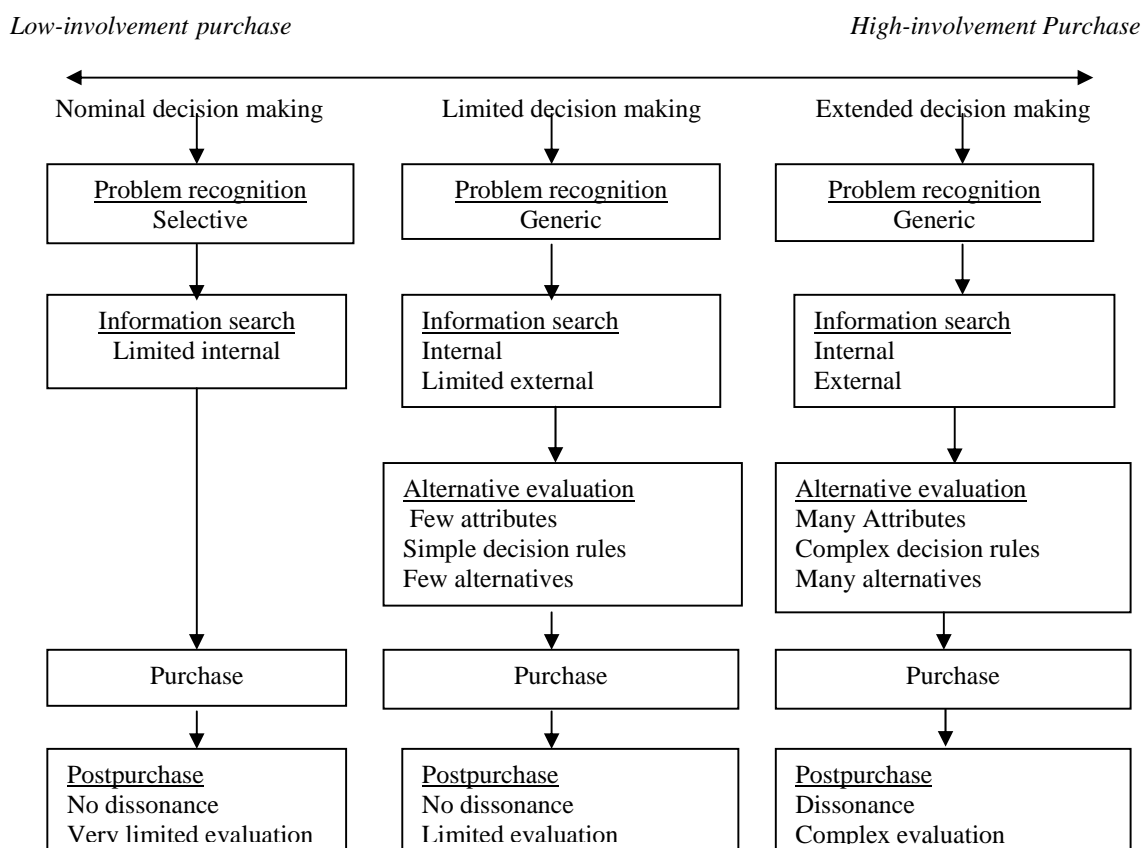 Low-involvement purchase
High-involvement Purchase
Nominal decision making
Limited decision making
Extended decision making
Problem recognition
Selective
Problem recognition
Generic
Problem recognition
Generic
Information search
Limited internal
Information search
Internal
Limited external
Information search
Internal
External
Alternative evaluation
Few attributes
Simple decision rules
Few alternatives
Alternative evaluation
Many Attributes
Complex decision rules
Many alternatives
Purchase
Purchase
Purchase
Postpurchase
No dissonance
Very limited evaluation
Postpurchase
No dissonance
Limited evaluation
Postpurchase
Dissonance
Complex evaluation